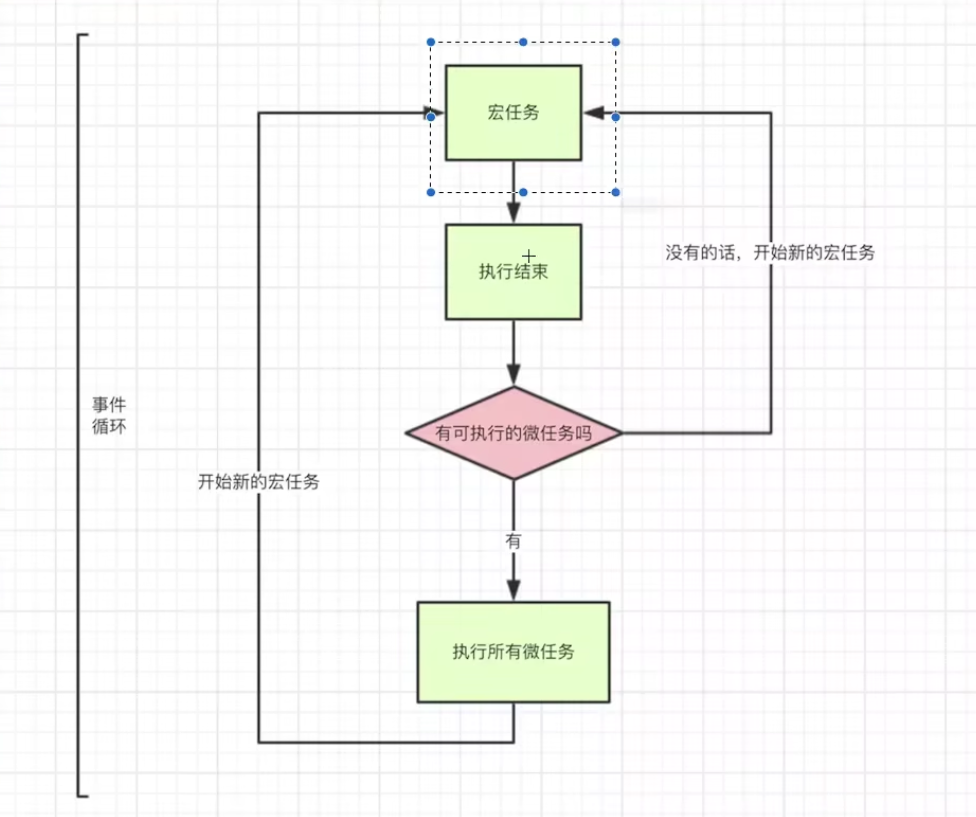 宏任务
执行结束
没有的话，开始新的宏任务
有可执行的微任务吗
事件
循环
开始新的宏任务
有
执行所有微任务